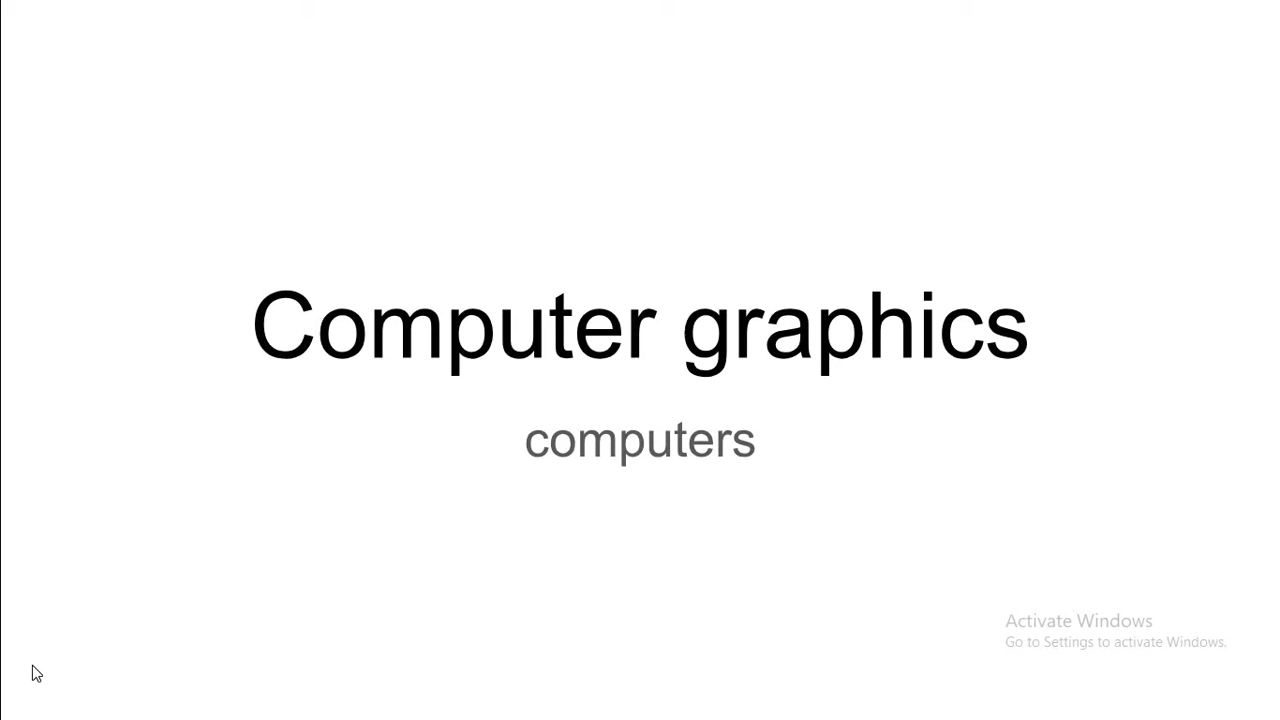 Computer graphics
computers
Activate Windows
Go to Settings to activate Windows.